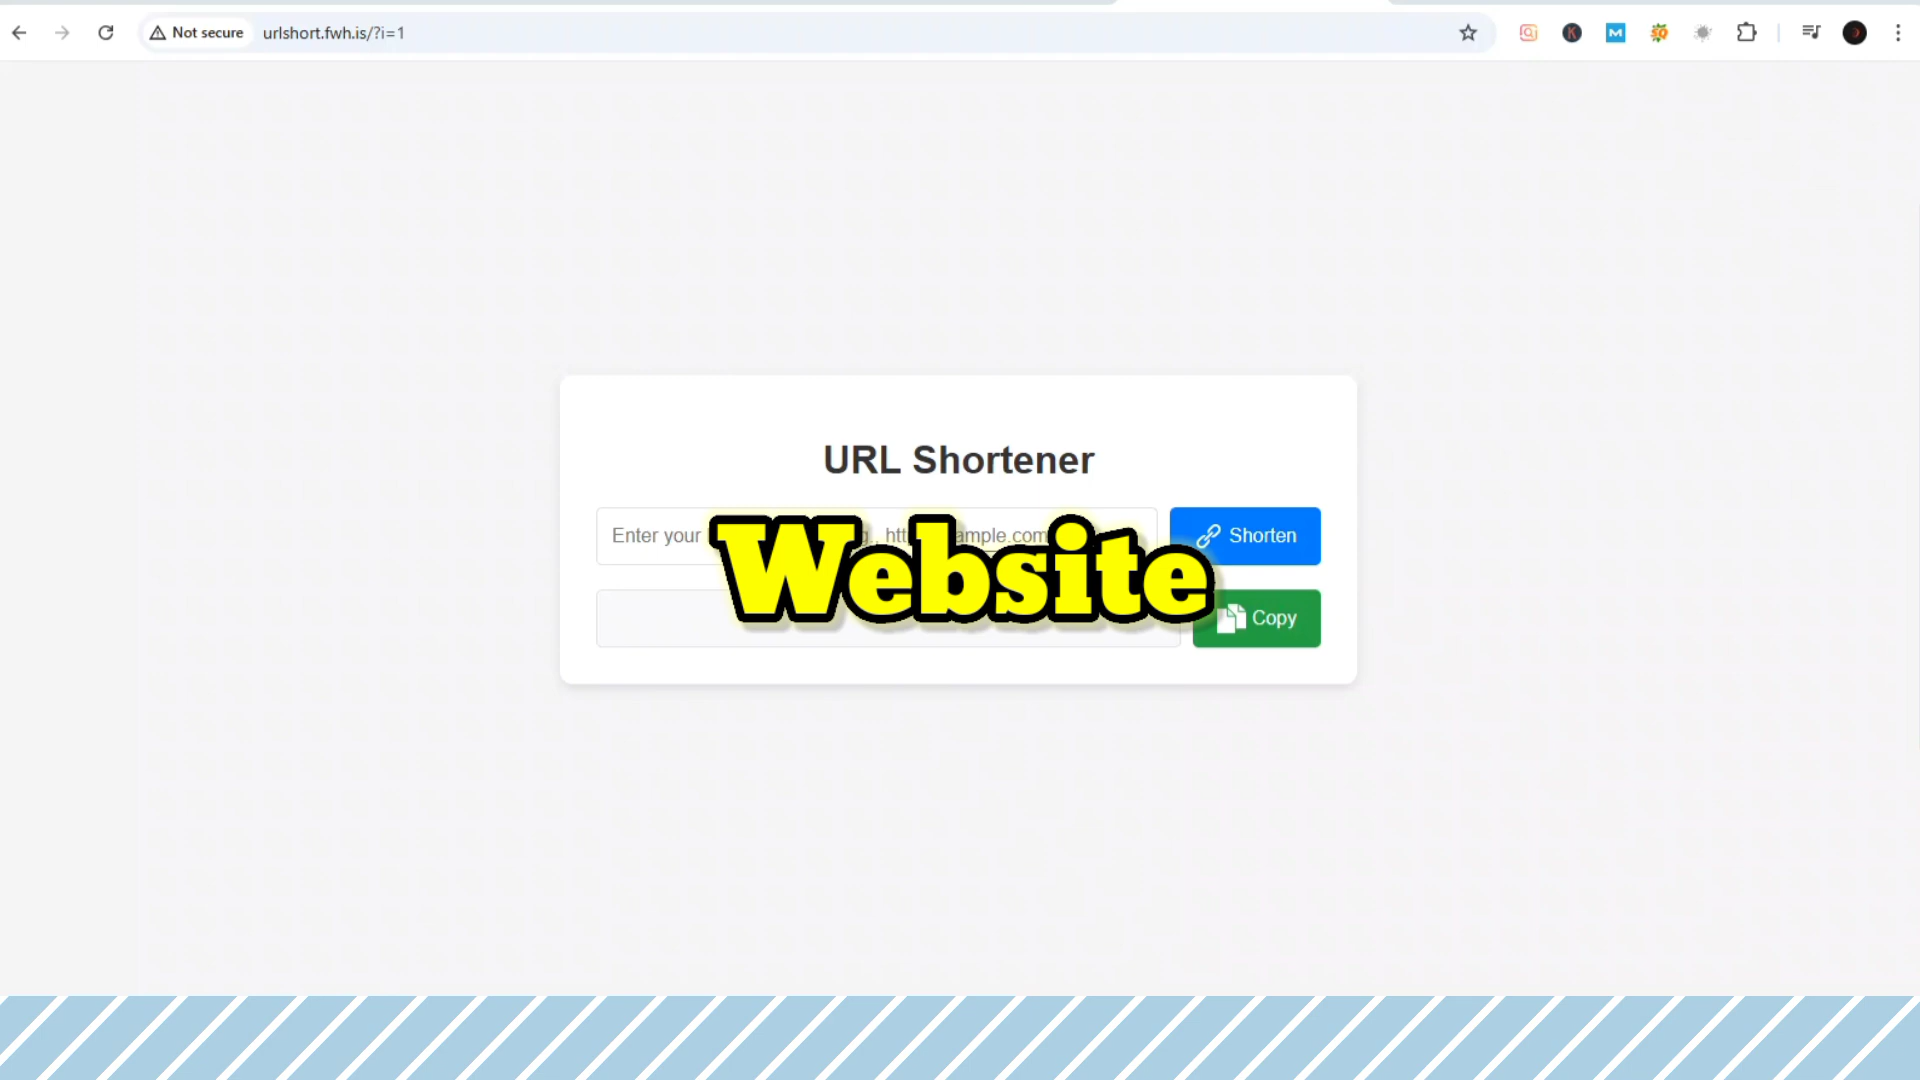 Not secure urlshort.fwh.is/?i=1
URL Shortener
Enter your
Shorten
Website
Copy